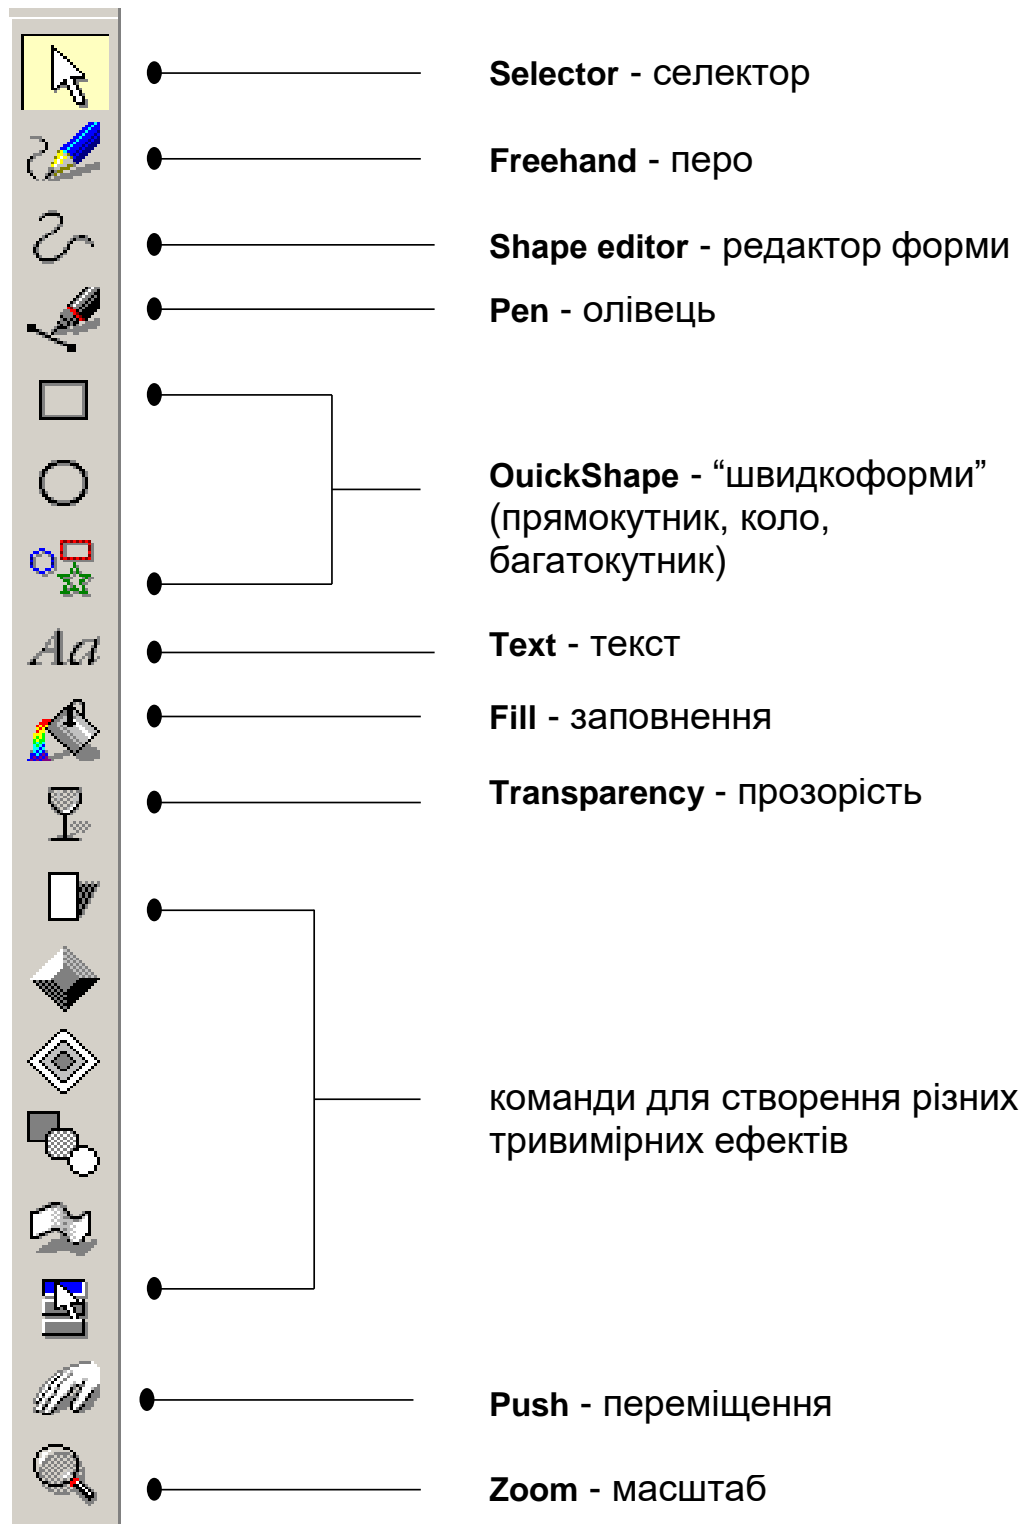 Selector - селектор
Freehand - перо
Shape editor - редактор форми
Pen - олівець
OuickShape - “швидкоформи”
(прямокутник, коло,
багатокутник)
Aa
Text - текст
Fill - заповнення
Transparency - прозорість
команди для створення різних
тривимірних ефектів
Push - переміщення
Zoom - масштаб